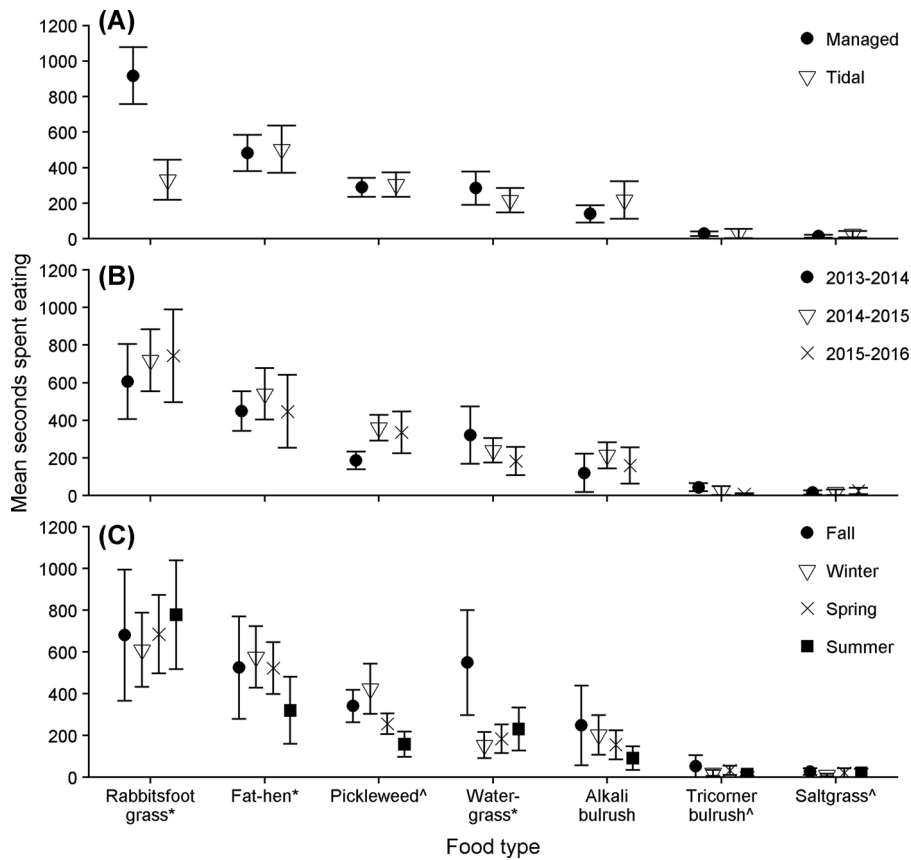 (A)
1200
1000
800
600
400
200
0
Managed
Tidal
(B)
1200
1000
800
600
400
200
0
2013-2014
2014-2015
2015-2016
(C)
1200
1000
800
600
400
200
0
Fall
Winter
Spring
Summer
Mean seconds spent eating
Rabbitsfoot
grass*
Fat-hen*
Pickleweed^
Water-
grass*
Alkali
bulrush
Tricorner
bulrush^
Saltgrass^
Food type